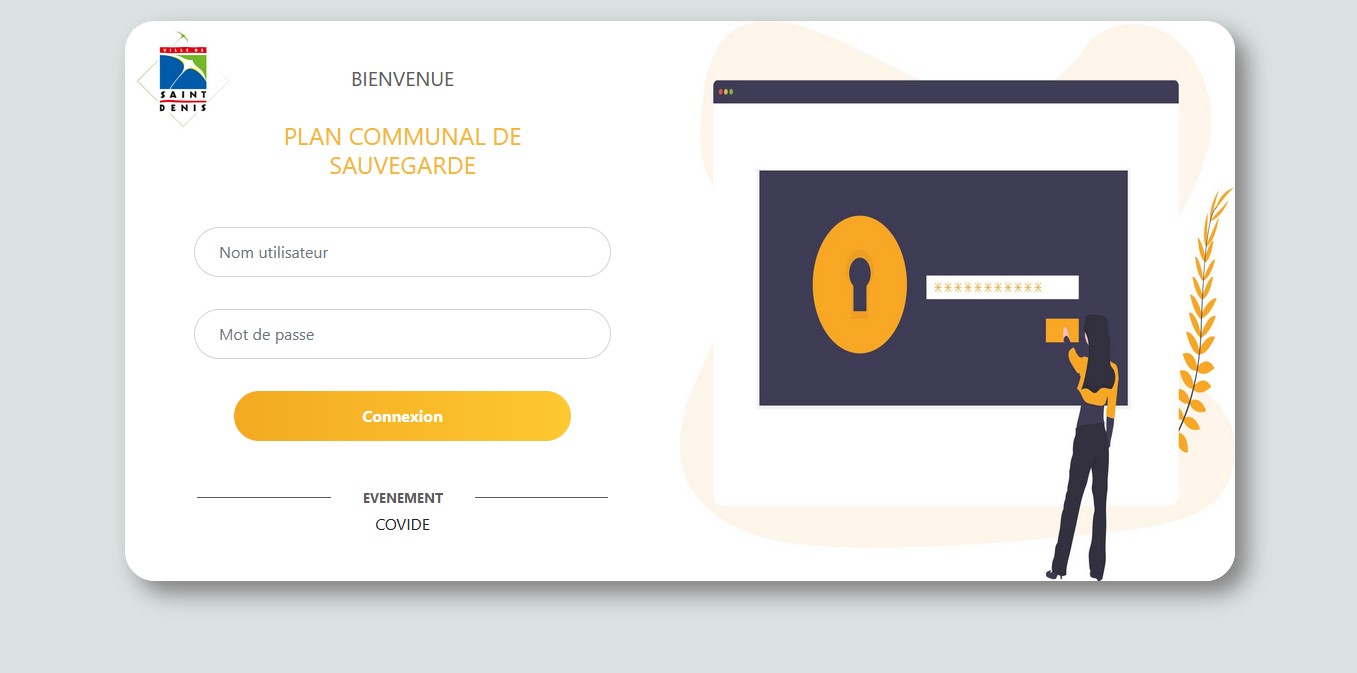 VILLE DE
SAINT
DENIS
BIENVENUE
PLAN COMMUNAL DE
SAUVEGARDE
Nom utilisateur
Mot de passe
Connexion
EVENEMENT
COVIDE
***********